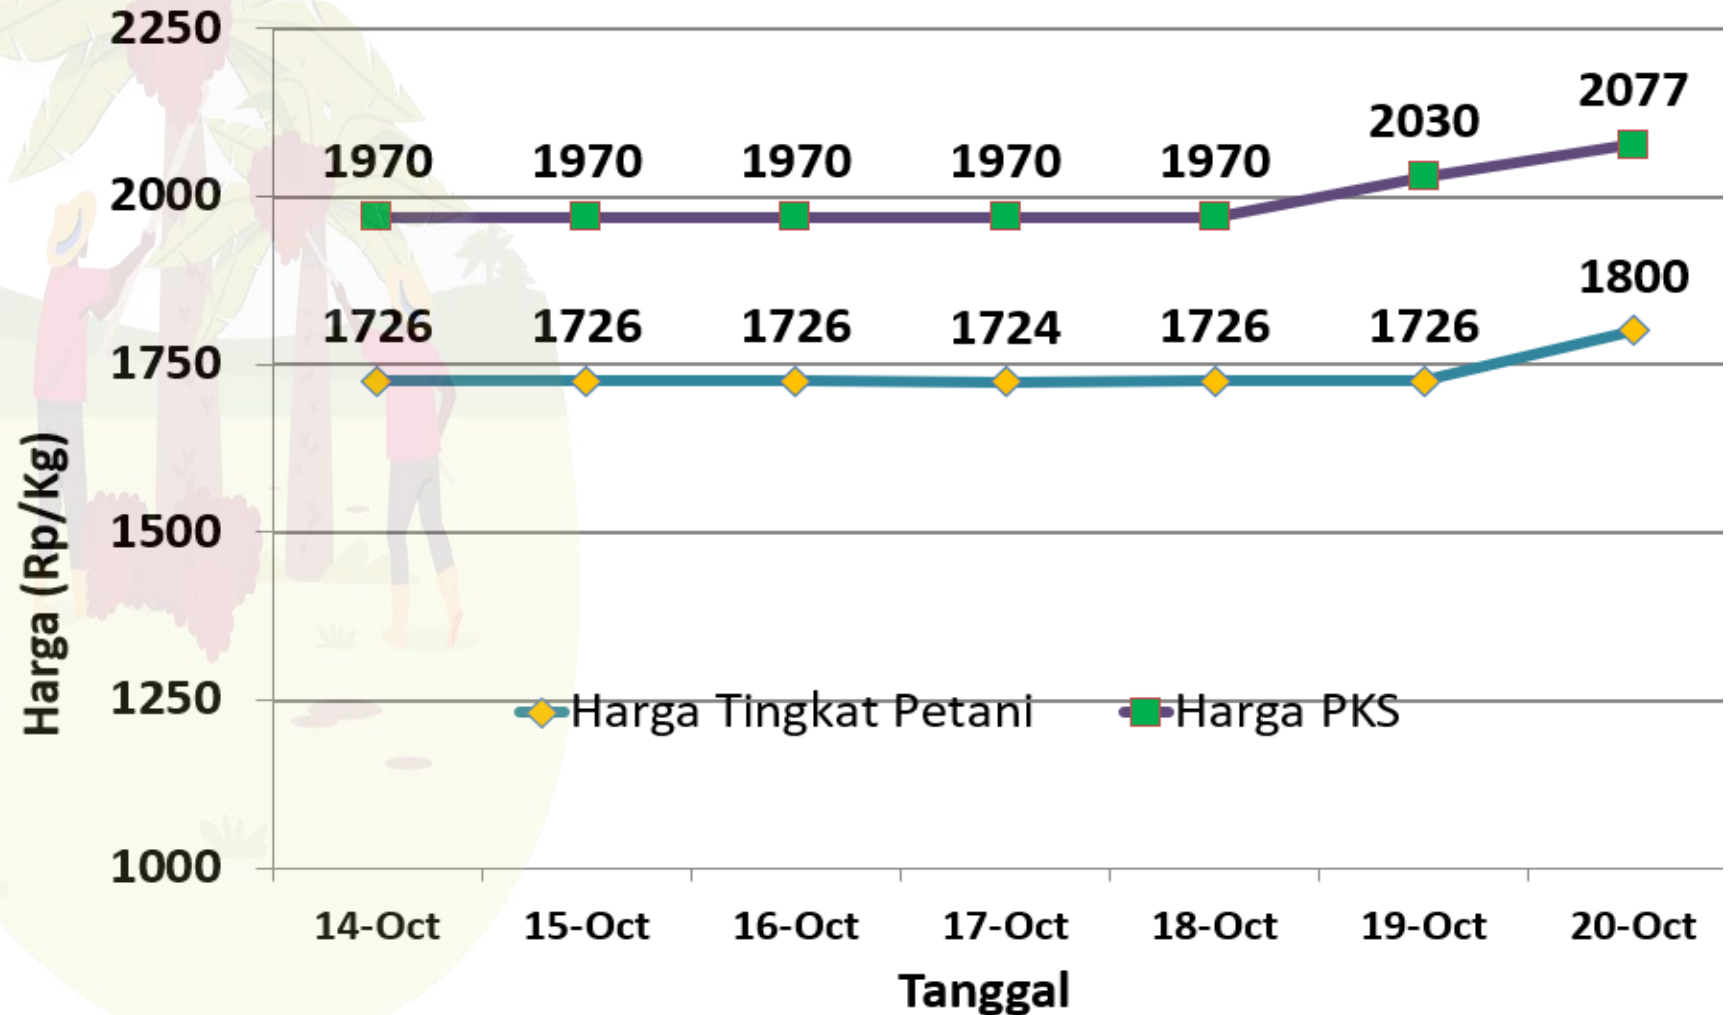 2250
2000
1750
1500
1250
1000
Harga (Rp/Kg)
1970 1970 1970 1970 1970 2030 2077
1726 1726 1726 1724 1726 1726 1800
Harga Tingkat Petani Harga PKS
14-Oct 15-Oct 16-Oct 17-Oct 18-Oct 19-Oct 20-Oct
Tanggal